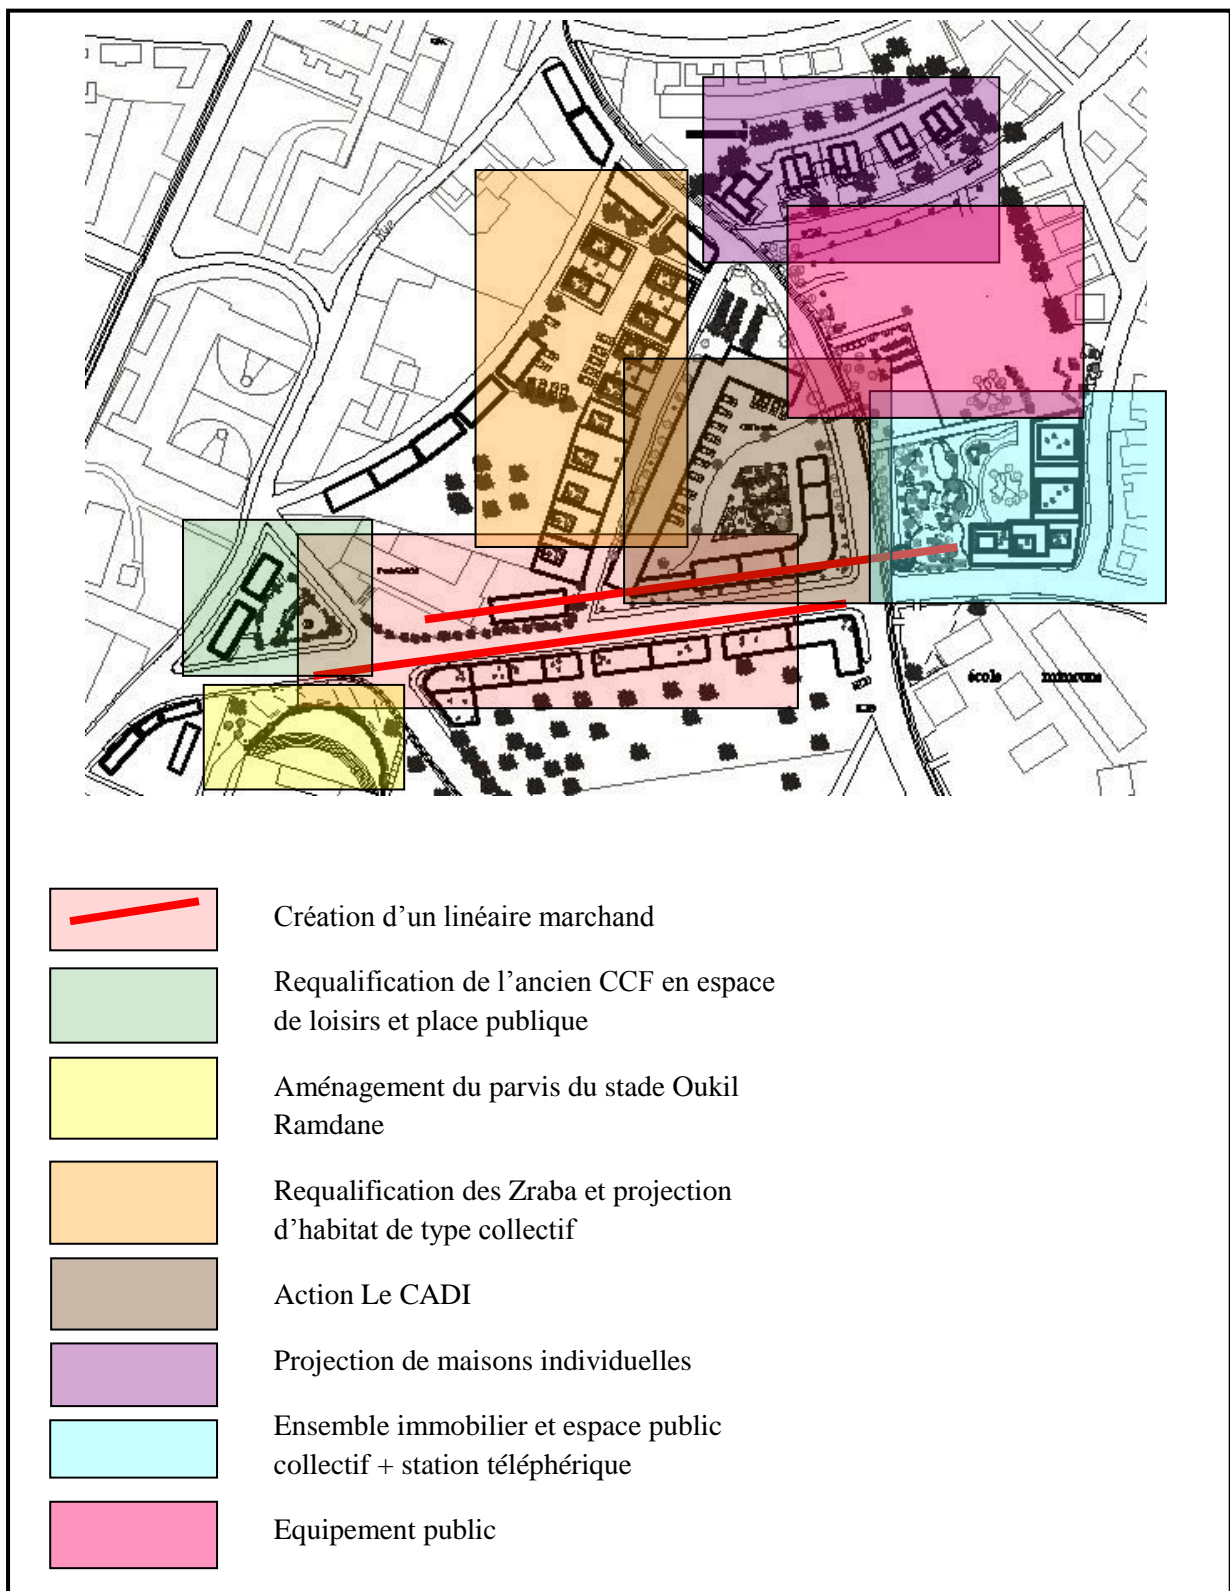 école
Création d’un linéaire marchand
Requalification de l’ancien CCF en espace
de loisirs et place publique
Aménagement du parvis du stade Oukil
Ramdane
Requalification des Zraba et projection
d’habitat de type collectif
Action Le CADI
Projection de maisons individuelles
Ensemble immobilier et espace public
collectif + station téléphérique
Equipement public